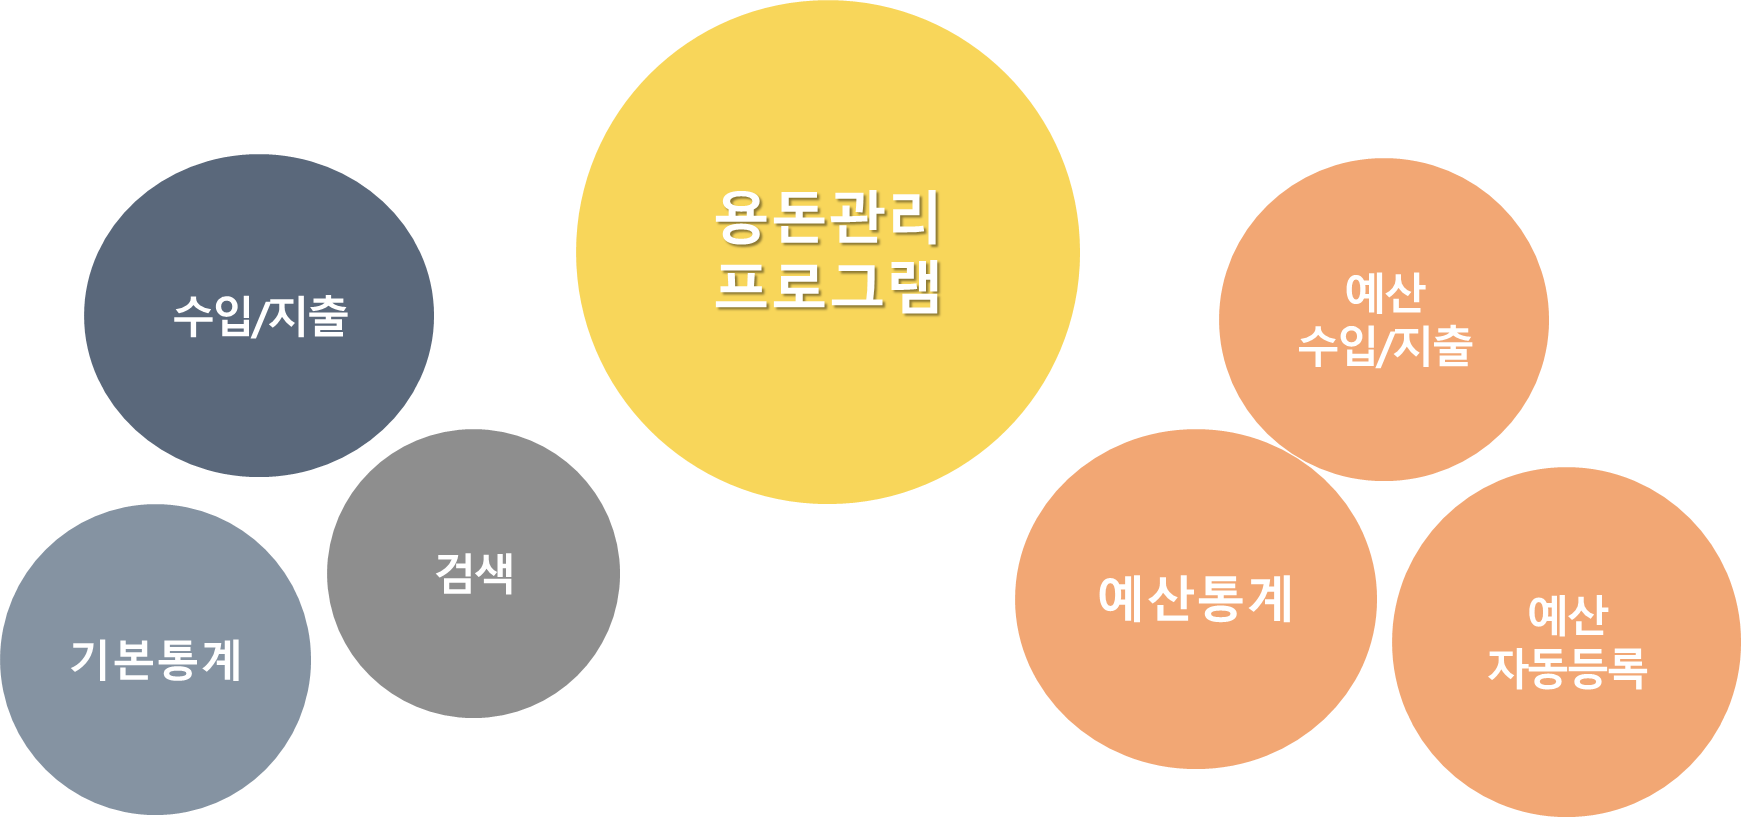 용돈관리
프로그램
수입/지출
검색
기본통계
예산
수입/지출
예산통계
예산
자동등록